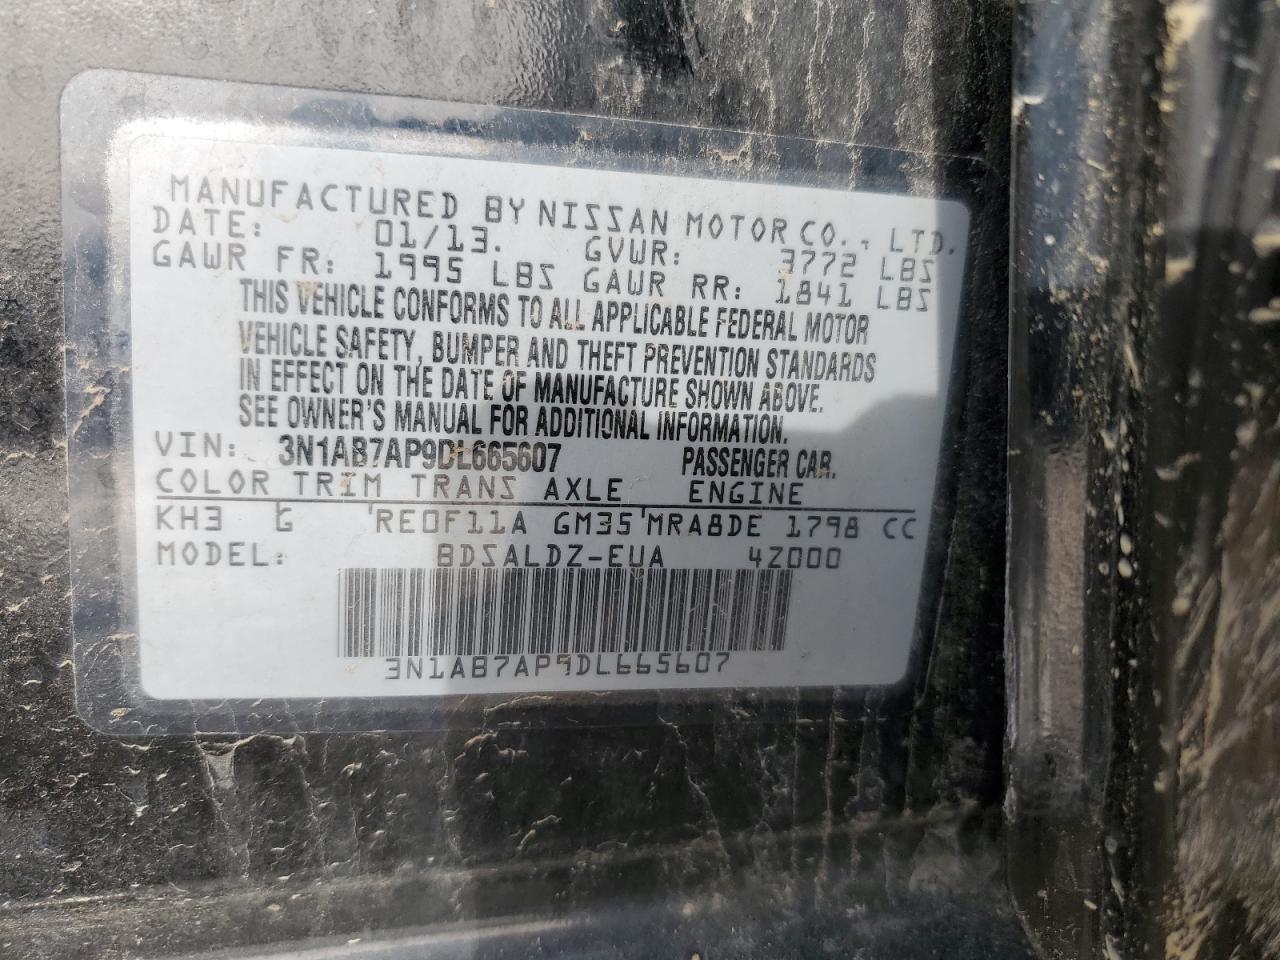 MANUFACTURED BY NISSAN MOTOR CO., LTD.
DATE: 01/13. GVWR: 3772 LBS
GAWR FR: 1995 LBS GAWR RR: 1841 LBS
THIS VEHICLE CONFORMS TO ALL APPLICABLE FEDERAL MOTOR
VEHICLE SAFETY, BUMPER AND THEFT PREVENTION STANDARDS
IN EFFECT ON THE DATE OF MANUFACTURE SHOWN ABOVE.
SEE OWNER'S MANUAL FOR ADDITIONAL INFORMATION.
VIN: 3N1AB7AP9DL665607 PASSENGER CAR.
COLOR TRIM TRANS AXLE ENGINE
KH3 G RE0F11A GM35 MRA8DE 1798 CC
MODEL: BDSALDZ-EUA 4Z000
3N1AB7AP9DL665607